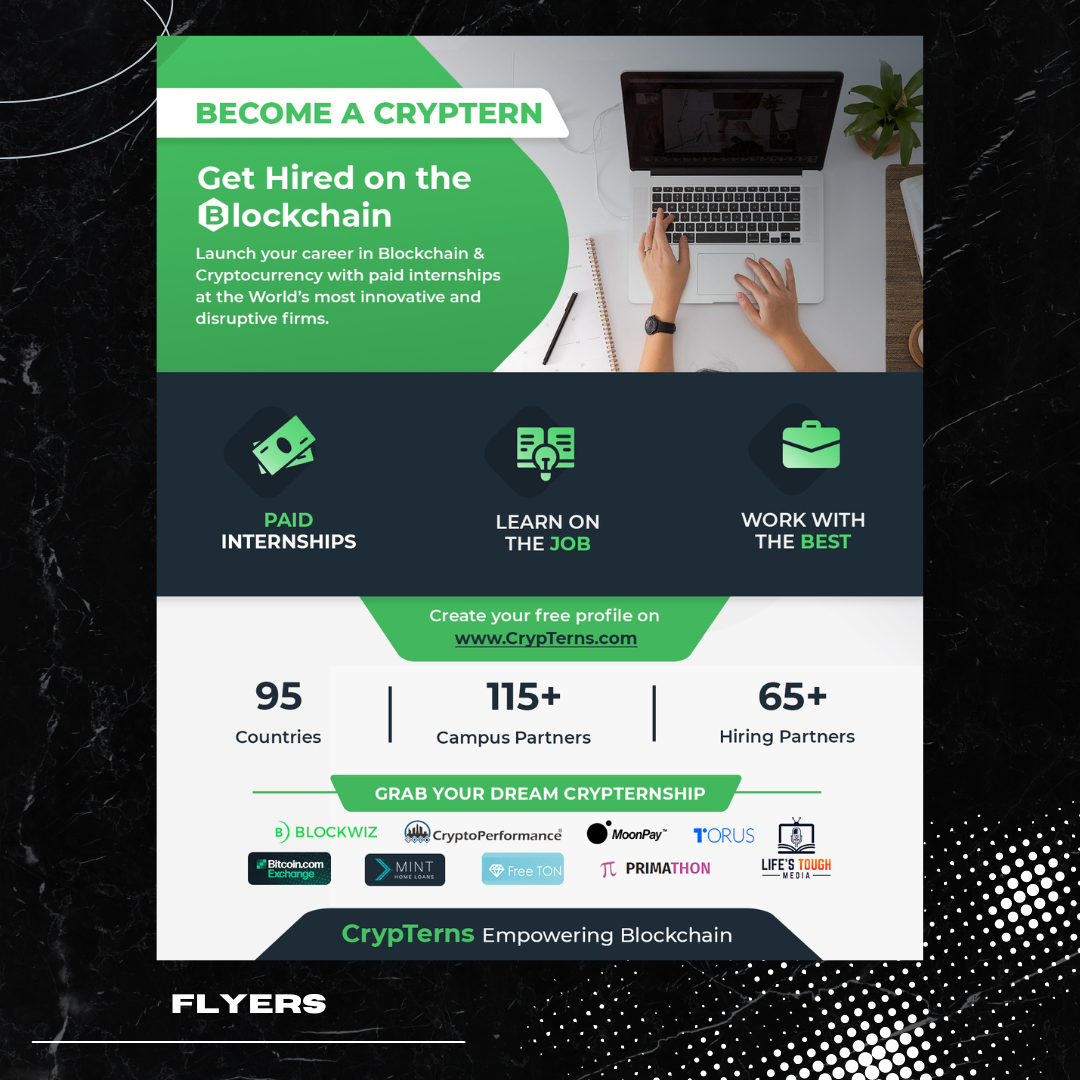 BECOME A CRYPTERN
Get Hired on the
Blockchain
Launch your career in Blockchain &
Cryptocurrency with paid internships
at the World's most innovative and
disruptive firms.
PAID
INTERNSHIPS
LEARN ON
THE JOB
WORK WITH
THE BEST
Create your free profile on
www.CrypTerns.com
95
Countries
115+
Campus Partners
65+
Hiring Partners
GRAB YOUR DREAM CRYPTERNSHIP
B BLOCKWIZ
CryptoPerformance®
MoonPay™
TORUS
LIFE'S TOUGH
MEDIA
Bitcoin.com
Exchange
MINT
HOME LOANS
Free TON
π PRIMATHON
CrypTerns Empowering Blockchain
FLYERS